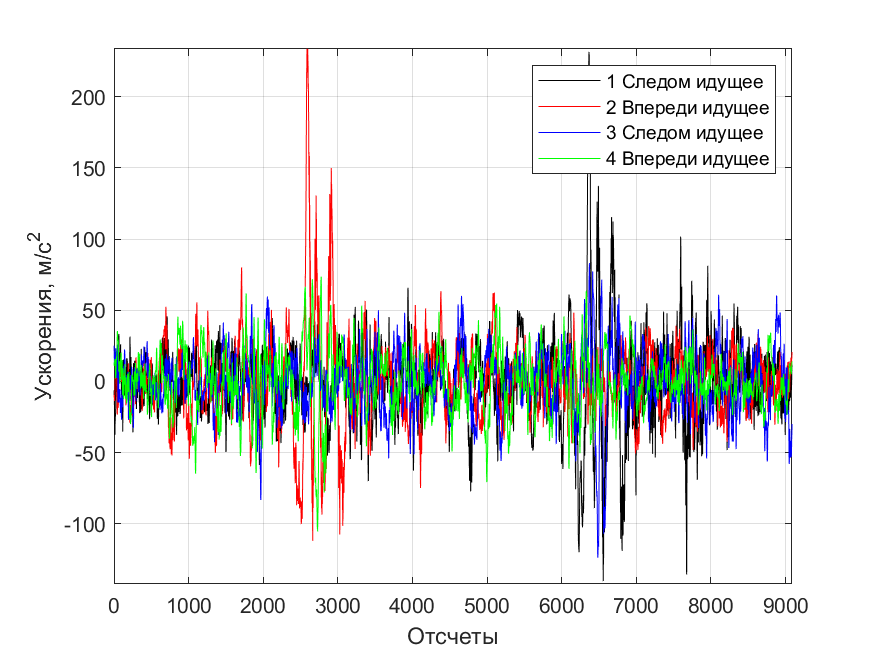 200
150
100
50
0
-50
-100
Ускорения, м/с²
1 Следом идущее
2 Впереди идущее
3 Следом идущее
4 Впереди идущее
0 1000 2000 3000 4000 5000 6000 7000 8000 9000
Отсчеты